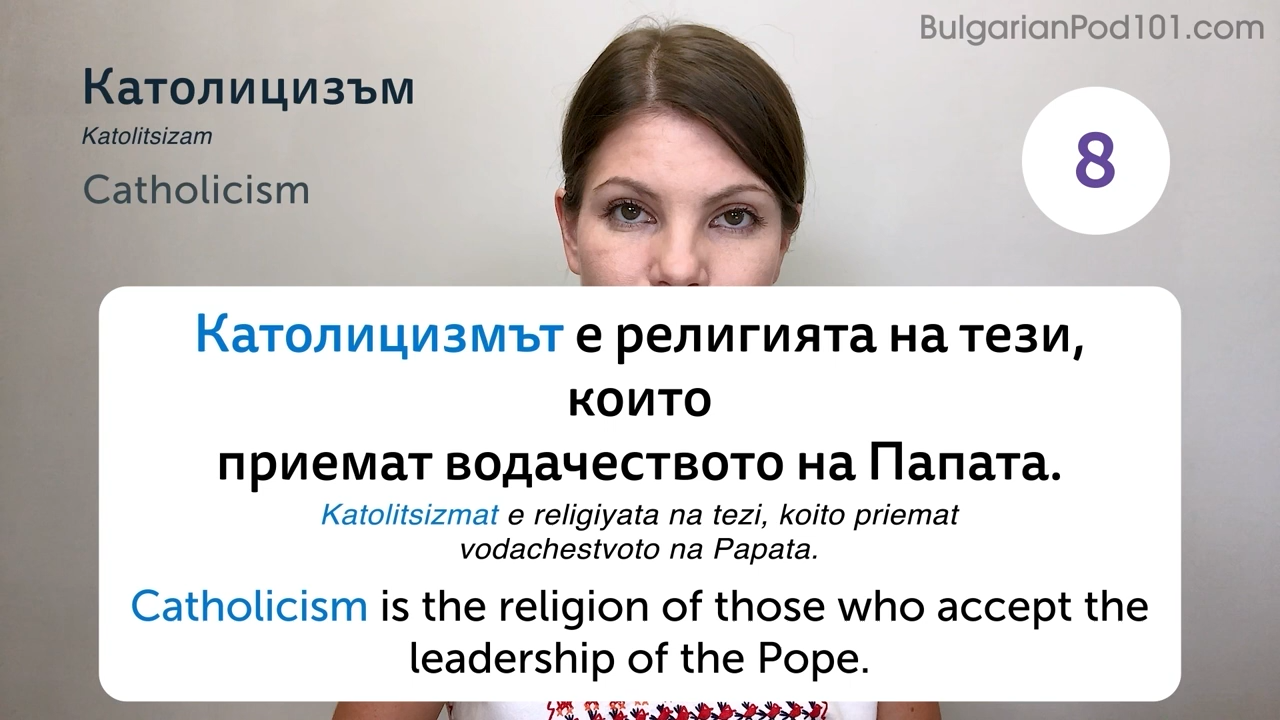 BulgarianPod101.com
Католицизъм
Katolitsizam
Catholicism
8
Католицизмът е религията на тези,
които
приемат водачеството на Папата.
Katolitsizmat e religiyata na tezi, koito priemat
vodachestvoto na Papata.
Catholicism is the religion of those who accept the
leadership of the Pope.